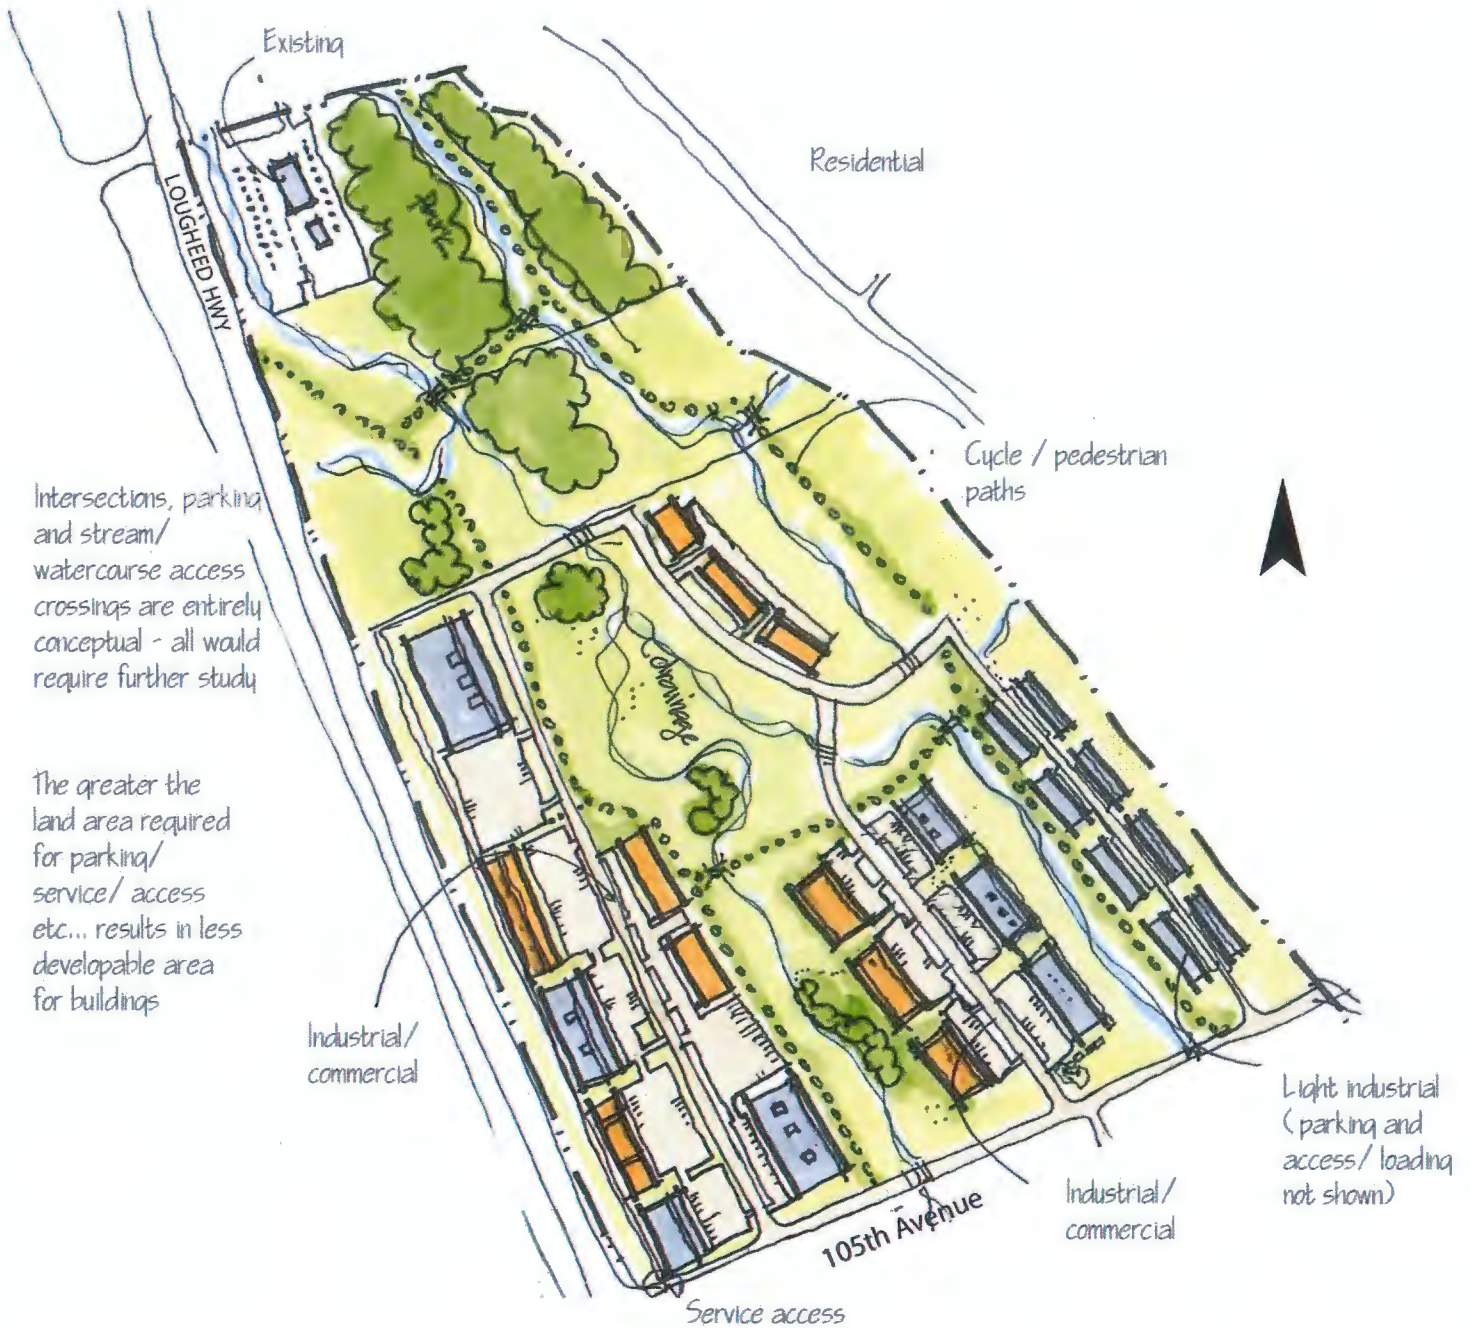 Existing
Residential
LOUGHEED HWY
Park
Cycle / pedestrian
paths
Intersections, parking
and stream/
watercourse access
crossings are entirely
conceptual - all would
require further study
drainage
The greater the
land area required
for parking/
service/ access
etc... results in less
developable area
for buildings
Industrial/
commercial
Light industrial
( parking and
access/ loading
not shown)
Industrial/
commercial
105th Avenue
Service access